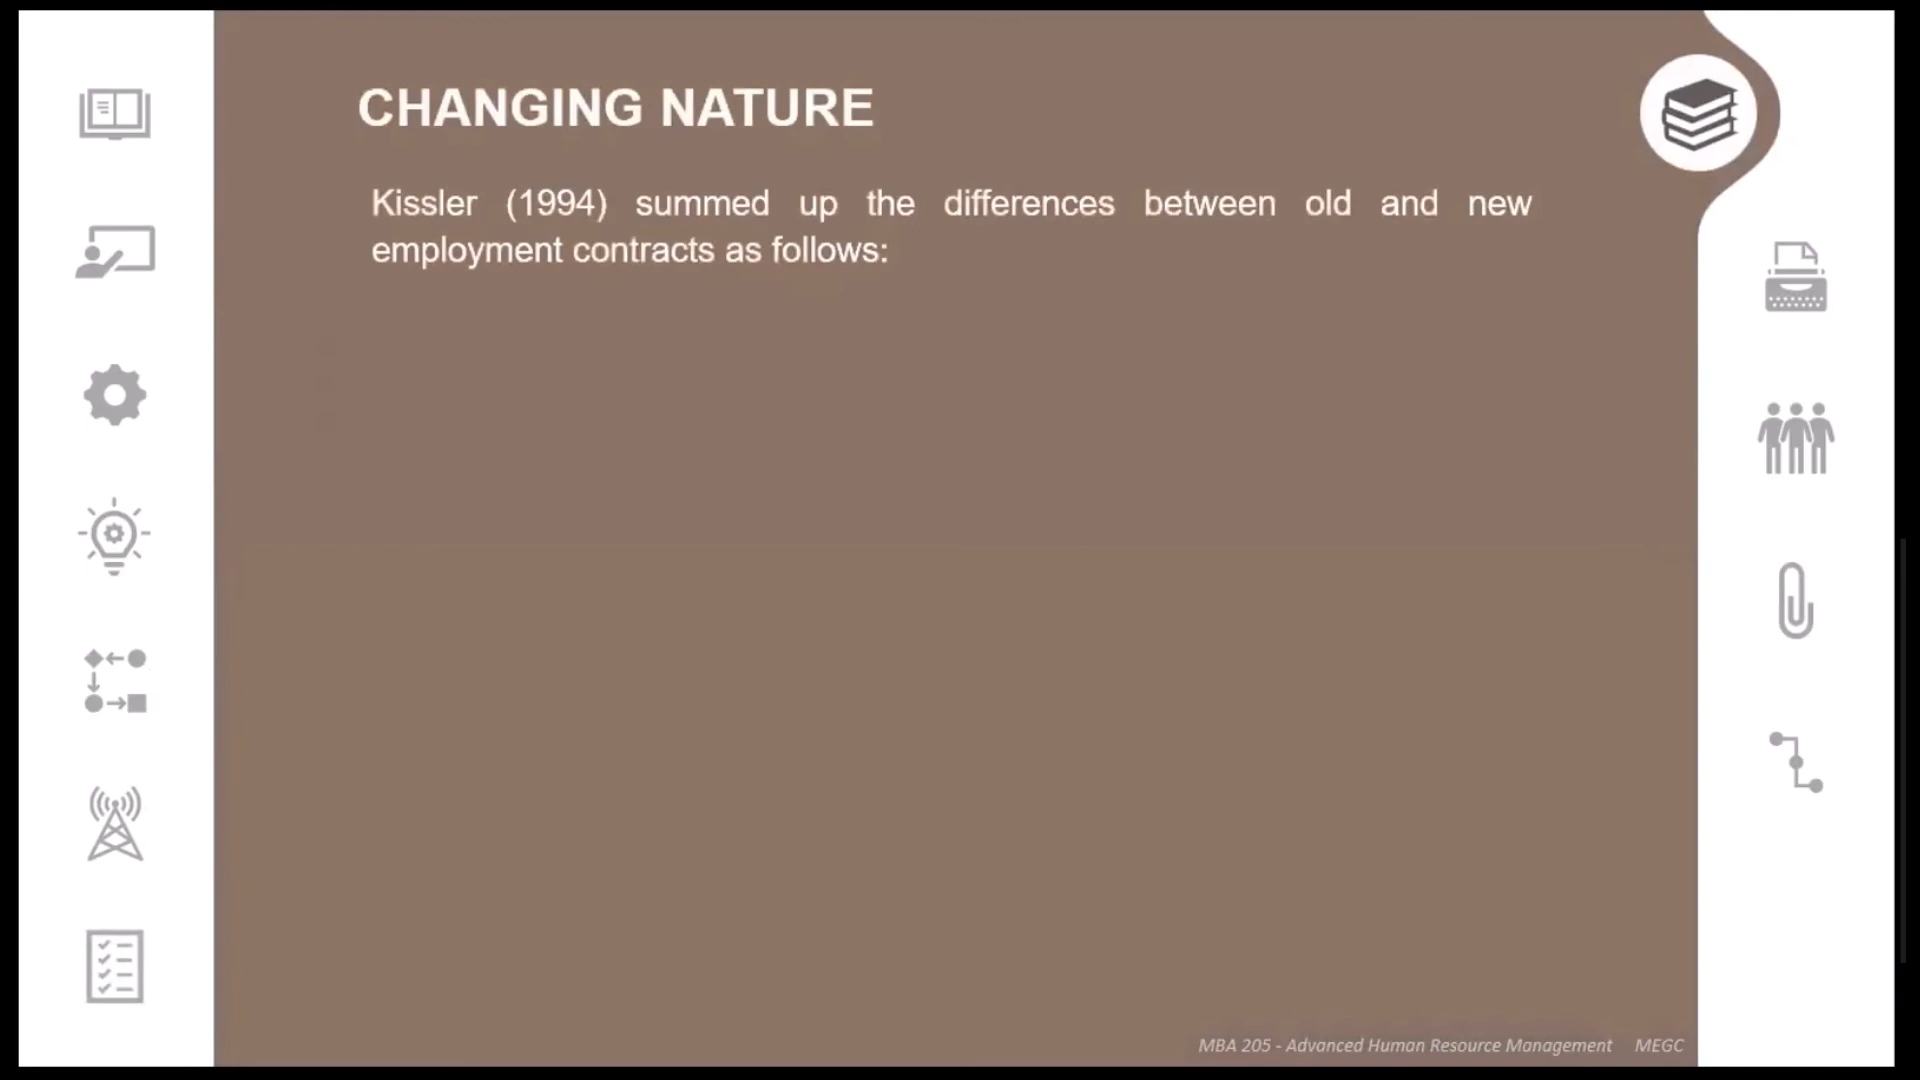 CHANGING NATURE
Kissler (1994) summed up the differences between old and new
employment contracts as follows:
MBA 205 - Advanced Human Resource Management MEGC